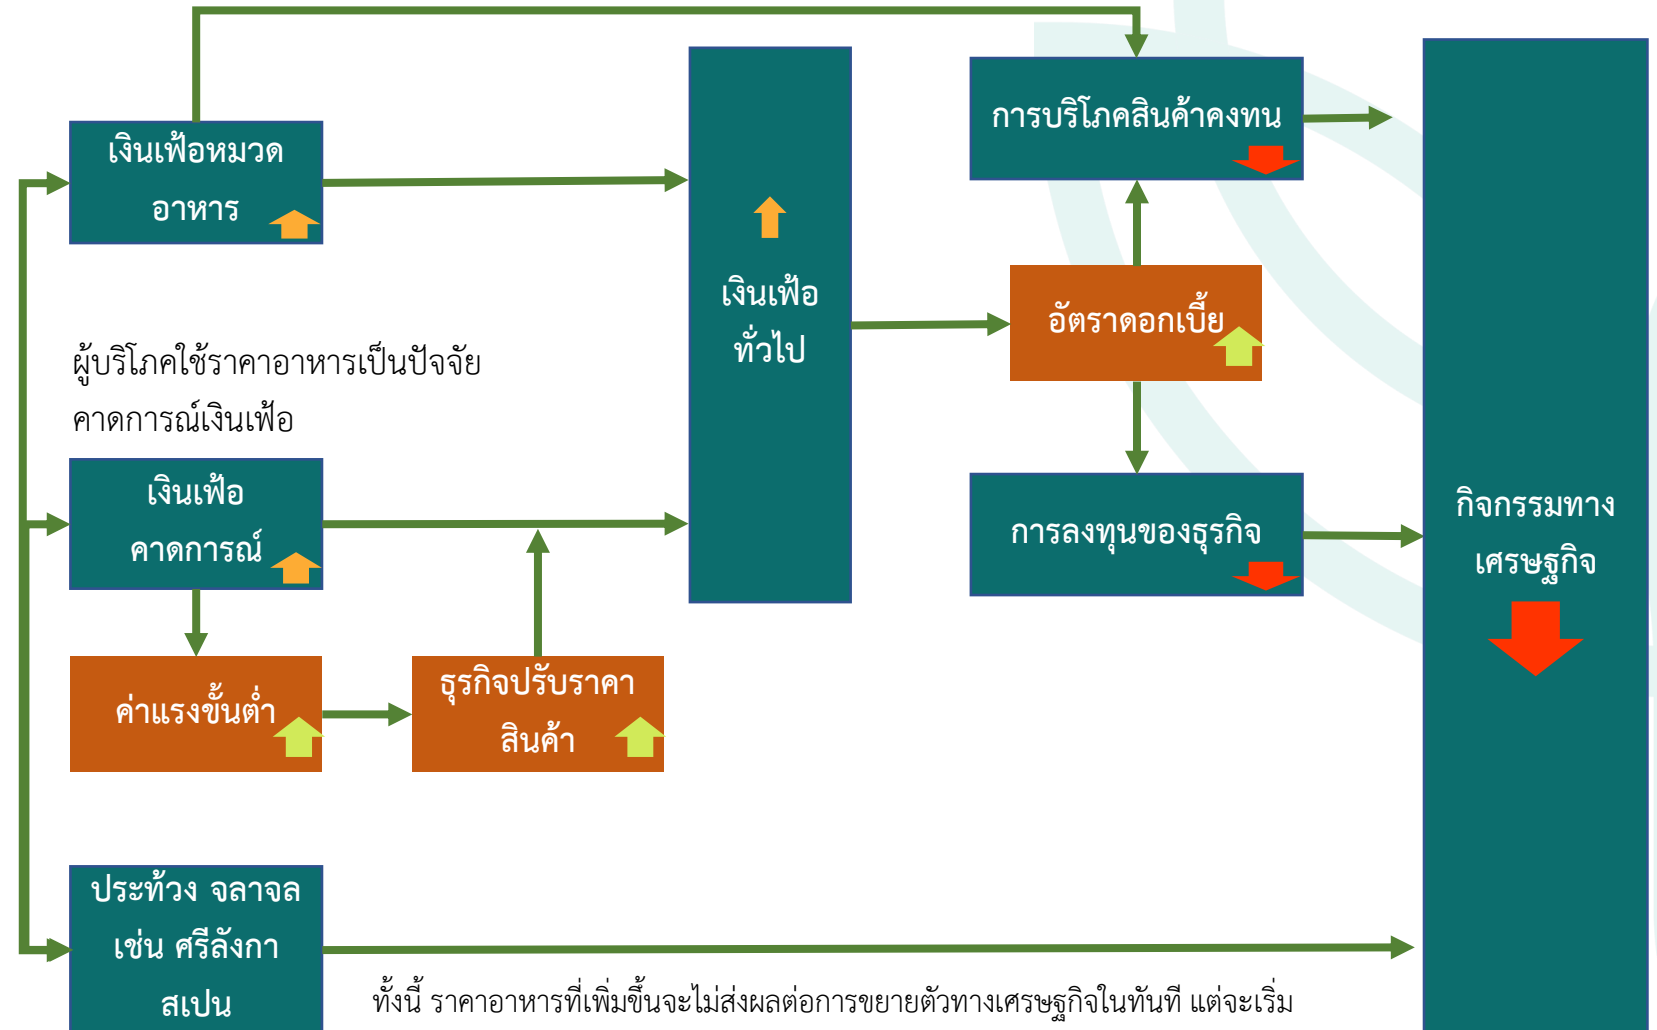 เงินเฟ้อหมวด
อาหาร
การบริโภคสินค้าคงทน
เงินเฟ้อ
ทั่วไป
อัตราดอกเบี้ย
ผู้บริโภคใช้ราคาอาหารเป็นปัจจัย
คาดการณ์เงินเฟ้อ
เงินเฟ้อ
คาดการณ์
การลงทุนของธุรกิจ
กิจกรรมทาง
เศรษฐกิจ
ค่าแรงขั้นต่ำ
ธุรกิจปรับราคา
สินค้า
ประท้วง จลาจล
เช่น ศรีลังกา
สเปน
ทั้งนี้ ราคาอาหารที่เพิ่มขึ้นจะไม่ส่งผลต่อการขยายตัวทางเศรษฐกิจในทันที แต่จะเริ่ม